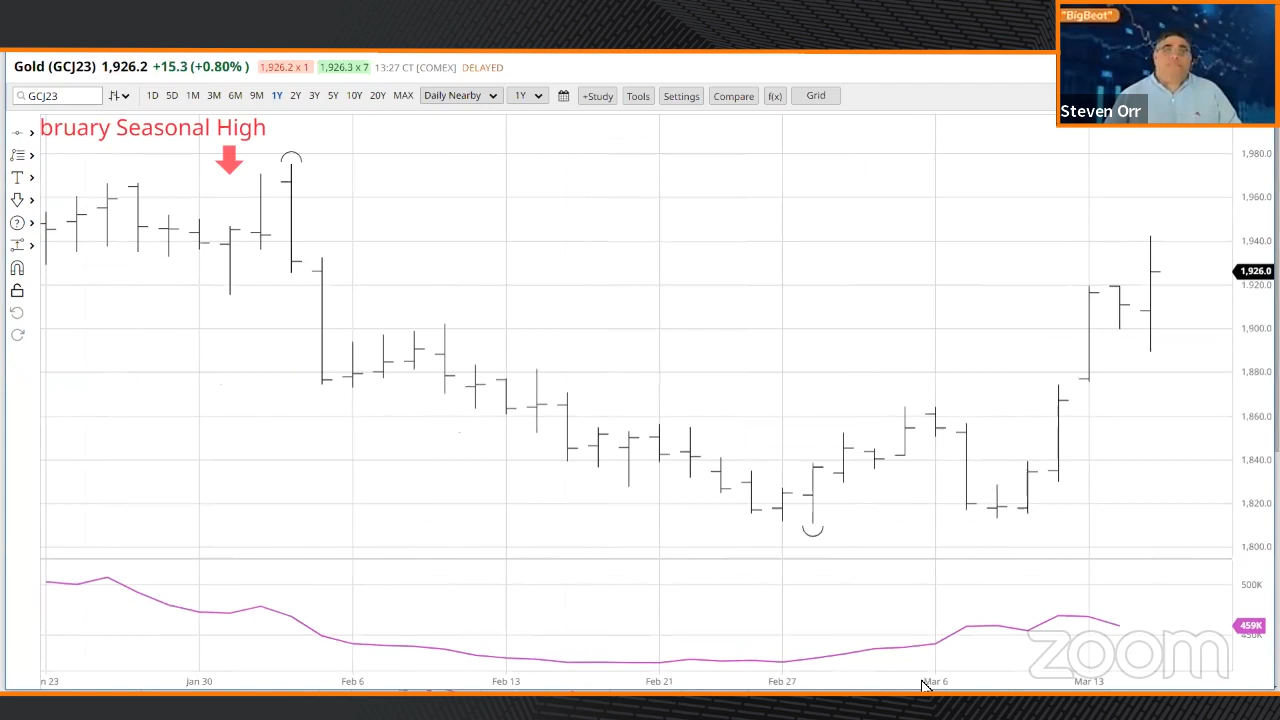 "BigBeat"
Steven Orr
Gold (GCJ23) 1,926.2 +15.3 (+0.80%) 1,926.2 x 1 1,926.3 x 7 13:27 CT [COMEX] DELAYED
GCJ23 1D 5D 1M 3M 6M 9M 1Y 2Y 3Y 5Y 10Y 20Y MAX Daily Nearby 1Y +Study Tools Settings Compare f(x) Grid
bruary Seasonal High
1,980.0
1,960.0
1,940.0
1,926.0
1,920.0
1,900.0
1,880.0
1,860.0
1,840.0
1,820.0
1,800.0
500K
459K
450K
zoom
n 23 Jan 30 Feb 6 Feb 13 Feb 21 Feb 27 Mar 6 Mar 13